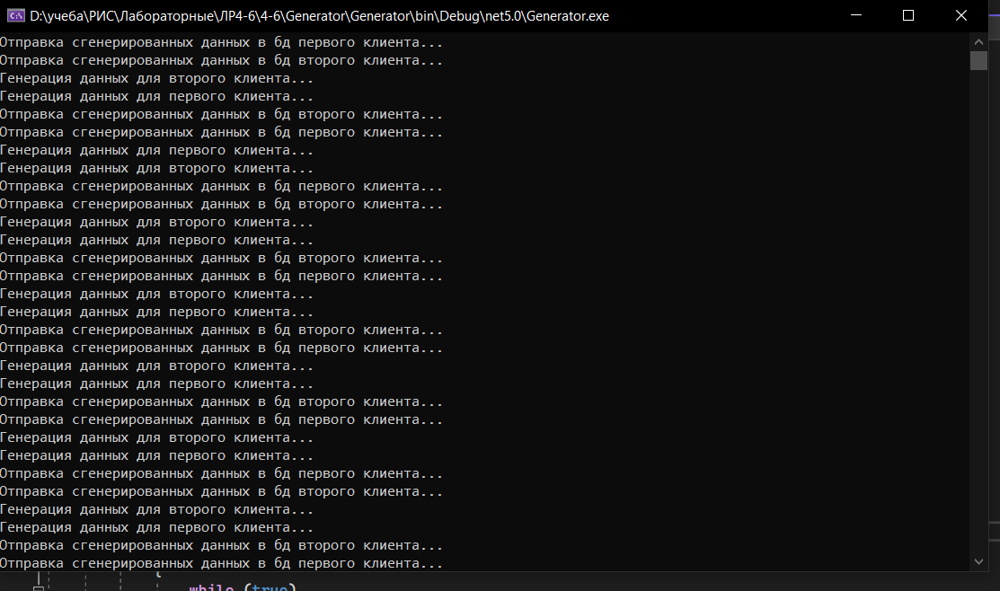 D:\учеба\РИС\Лабораторные\ЛР4-6\4-6\Generator\Generator\bin\Debug\net5.0\Generator.exe
Отправка сгенерированных данных в бд первого клиента...
Отправка сгенерированных данных в бд второго клиента...
Генерация данных для второго клиента...
Генерация данных для первого клиента...
Отправка сгенерированных данных в бд второго клиента...
Отправка сгенерированных данных в бд первого клиента...
Генерация данных для первого клиента...
Генерация данных для второго клиента...
Отправка сгенерированных данных в бд первого клиента...
Отправка сгенерированных данных в бд второго клиента...
Генерация данных для второго клиента...
Генерация данных для первого клиента...
Отправка сгенерированных данных в бд второго клиента...
Отправка сгенерированных данных в бд первого клиента...
Генерация данных для второго клиента...
Генерация данных для первого клиента...
Отправка сгенерированных данных в бд второго клиента...
Отправка сгенерированных данных в бд первого клиента...
Генерация данных для второго клиента...
Генерация данных для первого клиента...
Отправка сгенерированных данных в бд второго клиента...
Отправка сгенерированных данных в бд первого клиента...
Генерация данных для второго клиента...
Генерация данных для первого клиента...
Отправка сгенерированных данных в бд первого клиента...
Отправка сгенерированных данных в бд второго клиента...
Генерация данных для второго клиента...
Генерация данных для первого клиента...
Отправка сгенерированных данных в бд второго клиента...
Отправка сгенерированных данных в бд первого клиента...
while (true)